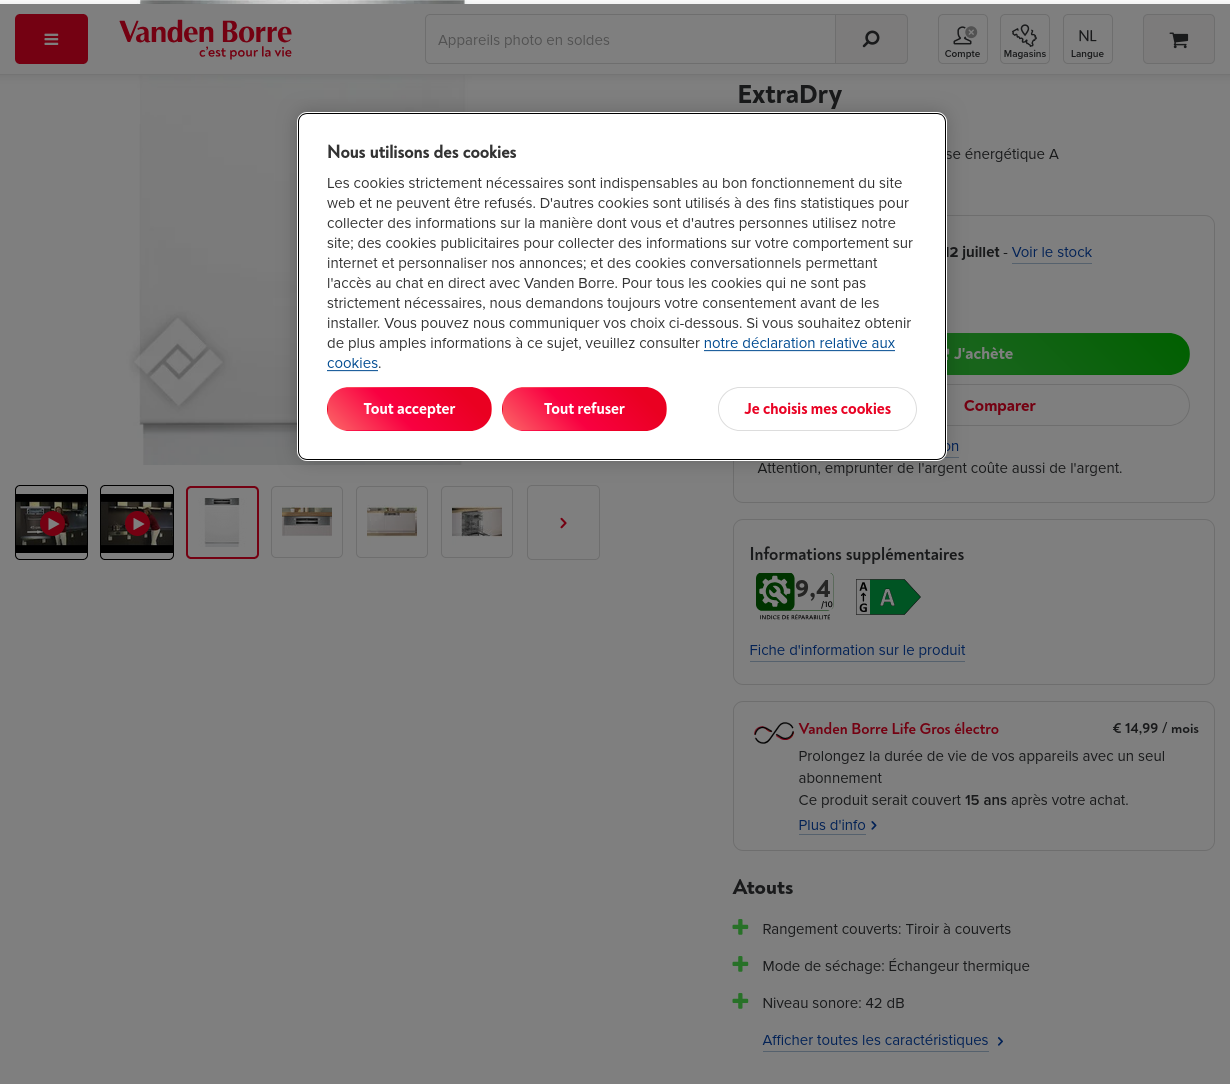 Vanden Borre
c'est pour la vie
Appareils photo en soldes
Compte
Magasins
NL
Langue
ExtraDry
se énergétique A
Nous utilisons des cookies
Les cookies strictement nécessaires sont indispensables au bon fonctionnement du site
web et ne peuvent être refusés. D'autres cookies sont utilisés à des fins statistiques pour
collecter des informations sur la manière dont vous et d'autres personnes utilisez notre
site; des cookies publicitaires pour collecter des informations sur votre comportement sur
internet et personnaliser nos annonces; et des cookies conversationnels permettant
l'accès au chat en direct avec Vanden Borre. Pour tous les cookies qui ne sont pas
strictement nécessaires, nous demandons toujours votre consentement avant de les
installer. Vous pouvez nous communiquer vos choix ci-dessous. Si vous souhaitez obtenir
de plus amples informations à ce sujet, veuillez consulter notre déclaration relative aux
cookies.
Tout accepter
Tout refuser
Je choisis mes cookies
12 juillet - Voir le stock
J'achète
Comparer
on
Attention, emprunter de l'argent coûte aussi de l'argent.
Informations supplémentaires
9,4
/10
INDICE DE RÉPARABILITÉ
A
G
A
Fiche d'information sur le produit
Vanden Borre Life Gros électro
€ 14,99 / mois
Prolongez la durée de vie de vos appareils avec un seul
abonnement
Ce produit serait couvert 15 ans après votre achat.
Plus d'info
Atouts
Rangement couverts: Tiroir à couverts
Mode de séchage: Échangeur thermique
Niveau sonore: 42 dB
Afficher toutes les caractéristiques